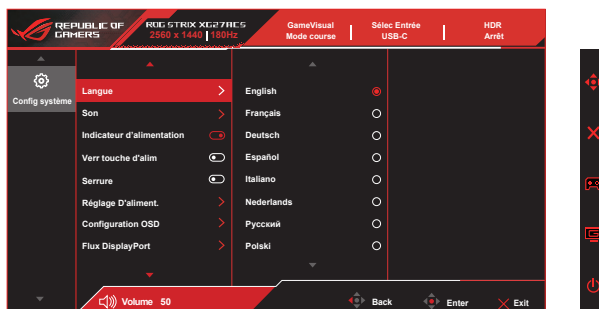 REPUBLIC OF
GAMERS
ROG STRIX XG27ACS
2560 x 1440 180Hz
GameVisual
Mode course
Sélec Entrée
USB-C
HDR
Arrêt
Config système
Langue
Son
Indicateur d'alimentation
Verr touche d'alim
Serrure
Réglage D'aliment.
Configuration OSD
Flux DisplayPort
English
Français
Deutsch
Español
Italiano
Nederlands
Русский
Polski
Volume 50
Back
Enter
Exit